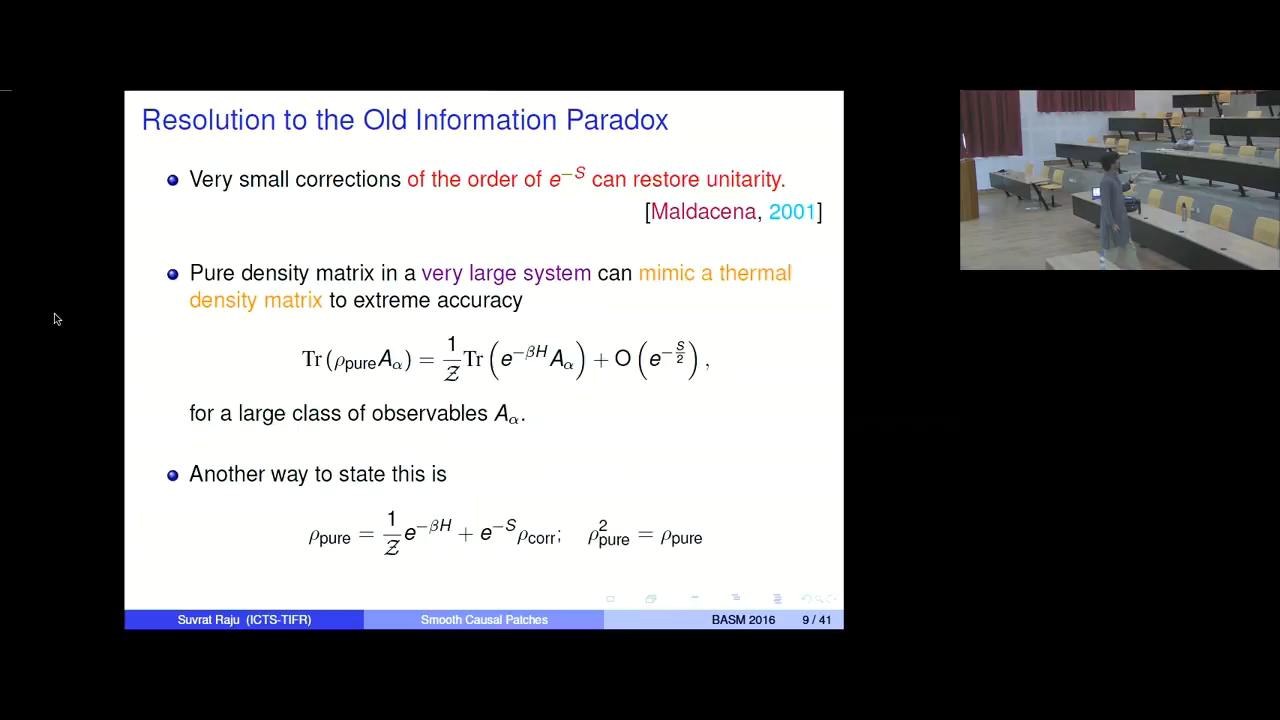 Resolution to the Old Information Paradox
Very small corrections of the order of e^{-S} can restore unitarity.
[Maldacena, 2001]
Pure density matrix in a very large system can mimic a thermal
density matrix to extreme accuracy
Tr (ρ_pure A_α) = 1/𝒵 Tr (e^{-βH} A_α) + O (e^{-S/2}) ,
for a large class of observables A_α.
Another way to state this is
ρ_pure = 1/𝒵 e^{-βH} + e^{-S} ρ_corr; ρ²_pure = ρ_pure
Suvrat Raju (ICTS-TIFR) Smooth Causal Patches BASM 2016 9 / 41